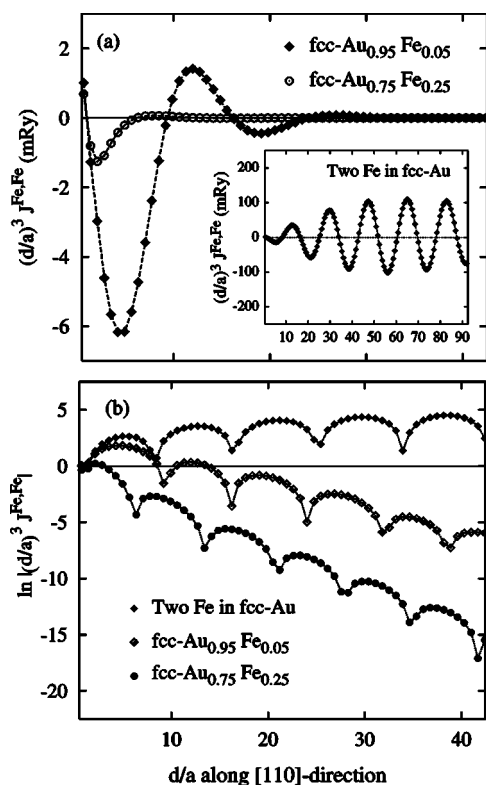 (a)
fcc-Au0.95 Fe0.05
fcc-Au0.75 Fe0.25
(d/a)^3 J^Fe,Fe (mRy)
2
0
-2
-4
-6
Two Fe in fcc-Au
(d/a)^3 J^Fe,Fe (mRy)
200
100
0
-100
-200
10 20 30 40 50 60 70 80 90
(b)
ln |(d/a)^3 J^Fe,Fe|
5
0
-5
-10
-15
-20
Two Fe in fcc-Au
fcc-Au0.95 Fe0.05
fcc-Au0.75 Fe0.25
10 20 30 40
d/a along [110]-direction